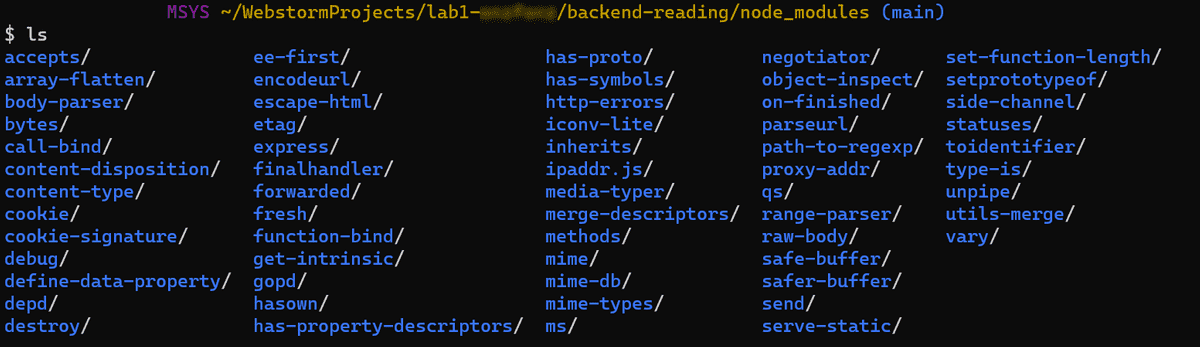 MSYS ~/WebstormProjects/lab1-/backend-reading/node_modules (main)
$ ls
accepts/ ee-first/ has-proto/ negotiator/ set-function-length/
array-flatten/ encodeurl/ has-symbols/ object-inspect/ setprototypeof/
body-parser/ escape-html/ http-errors/ on-finished/ side-channel/
bytes/ etag/ iconv-lite/ parseurl/ statuses/
call-bind/ express/ inherits/ path-to-regexp/ toidentifier/
content-disposition/ finalhandler/ ipaddr.js/ proxy-addr/ type-is/
content-type/ forwarded/ media-typer/ qs/ unpipe/
cookie/ fresh/ merge-descriptors/ range-parser/ utils-merge/
cookie-signature/ function-bind/ methods/ raw-body/ vary/
debug/ get-intrinsic/ mime/ safe-buffer/
define-data-property/ gopd/ mime-db/ safer-buffer/
depd/ hasown/ mime-types/ send/
destroy/ has-property-descriptors/ ms/ serve-static/